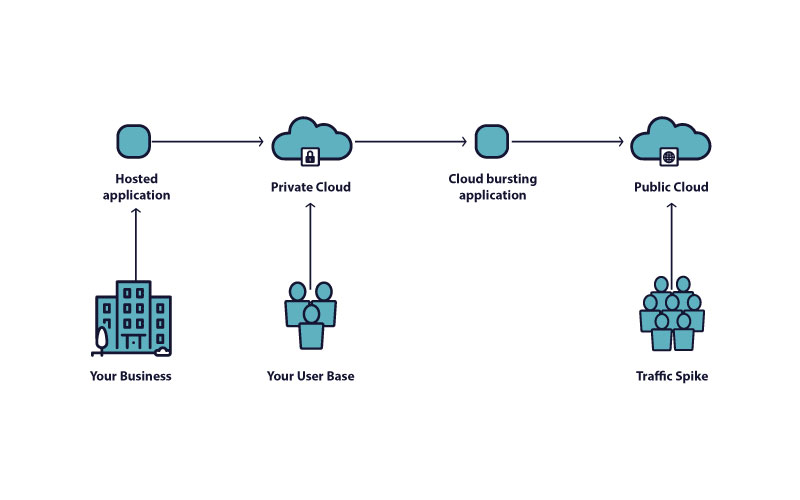 Hosted
application
Private Cloud
Cloud bursting
application
Public Cloud
Your Business
Your User Base
Traffic Spike